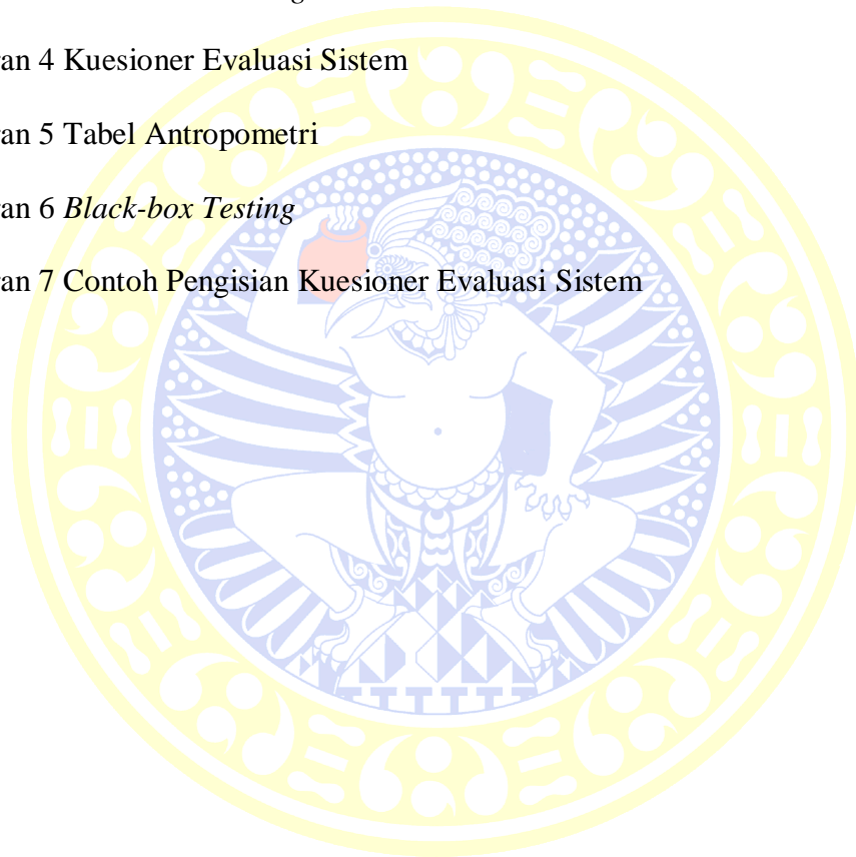 an 4 Kuesioner Evaluasi Sistem
an 5 Tabel Antropometri
an 6 Black-box Testing
an 7 Contoh Pengisian Kuesioner Evaluasi Sistem